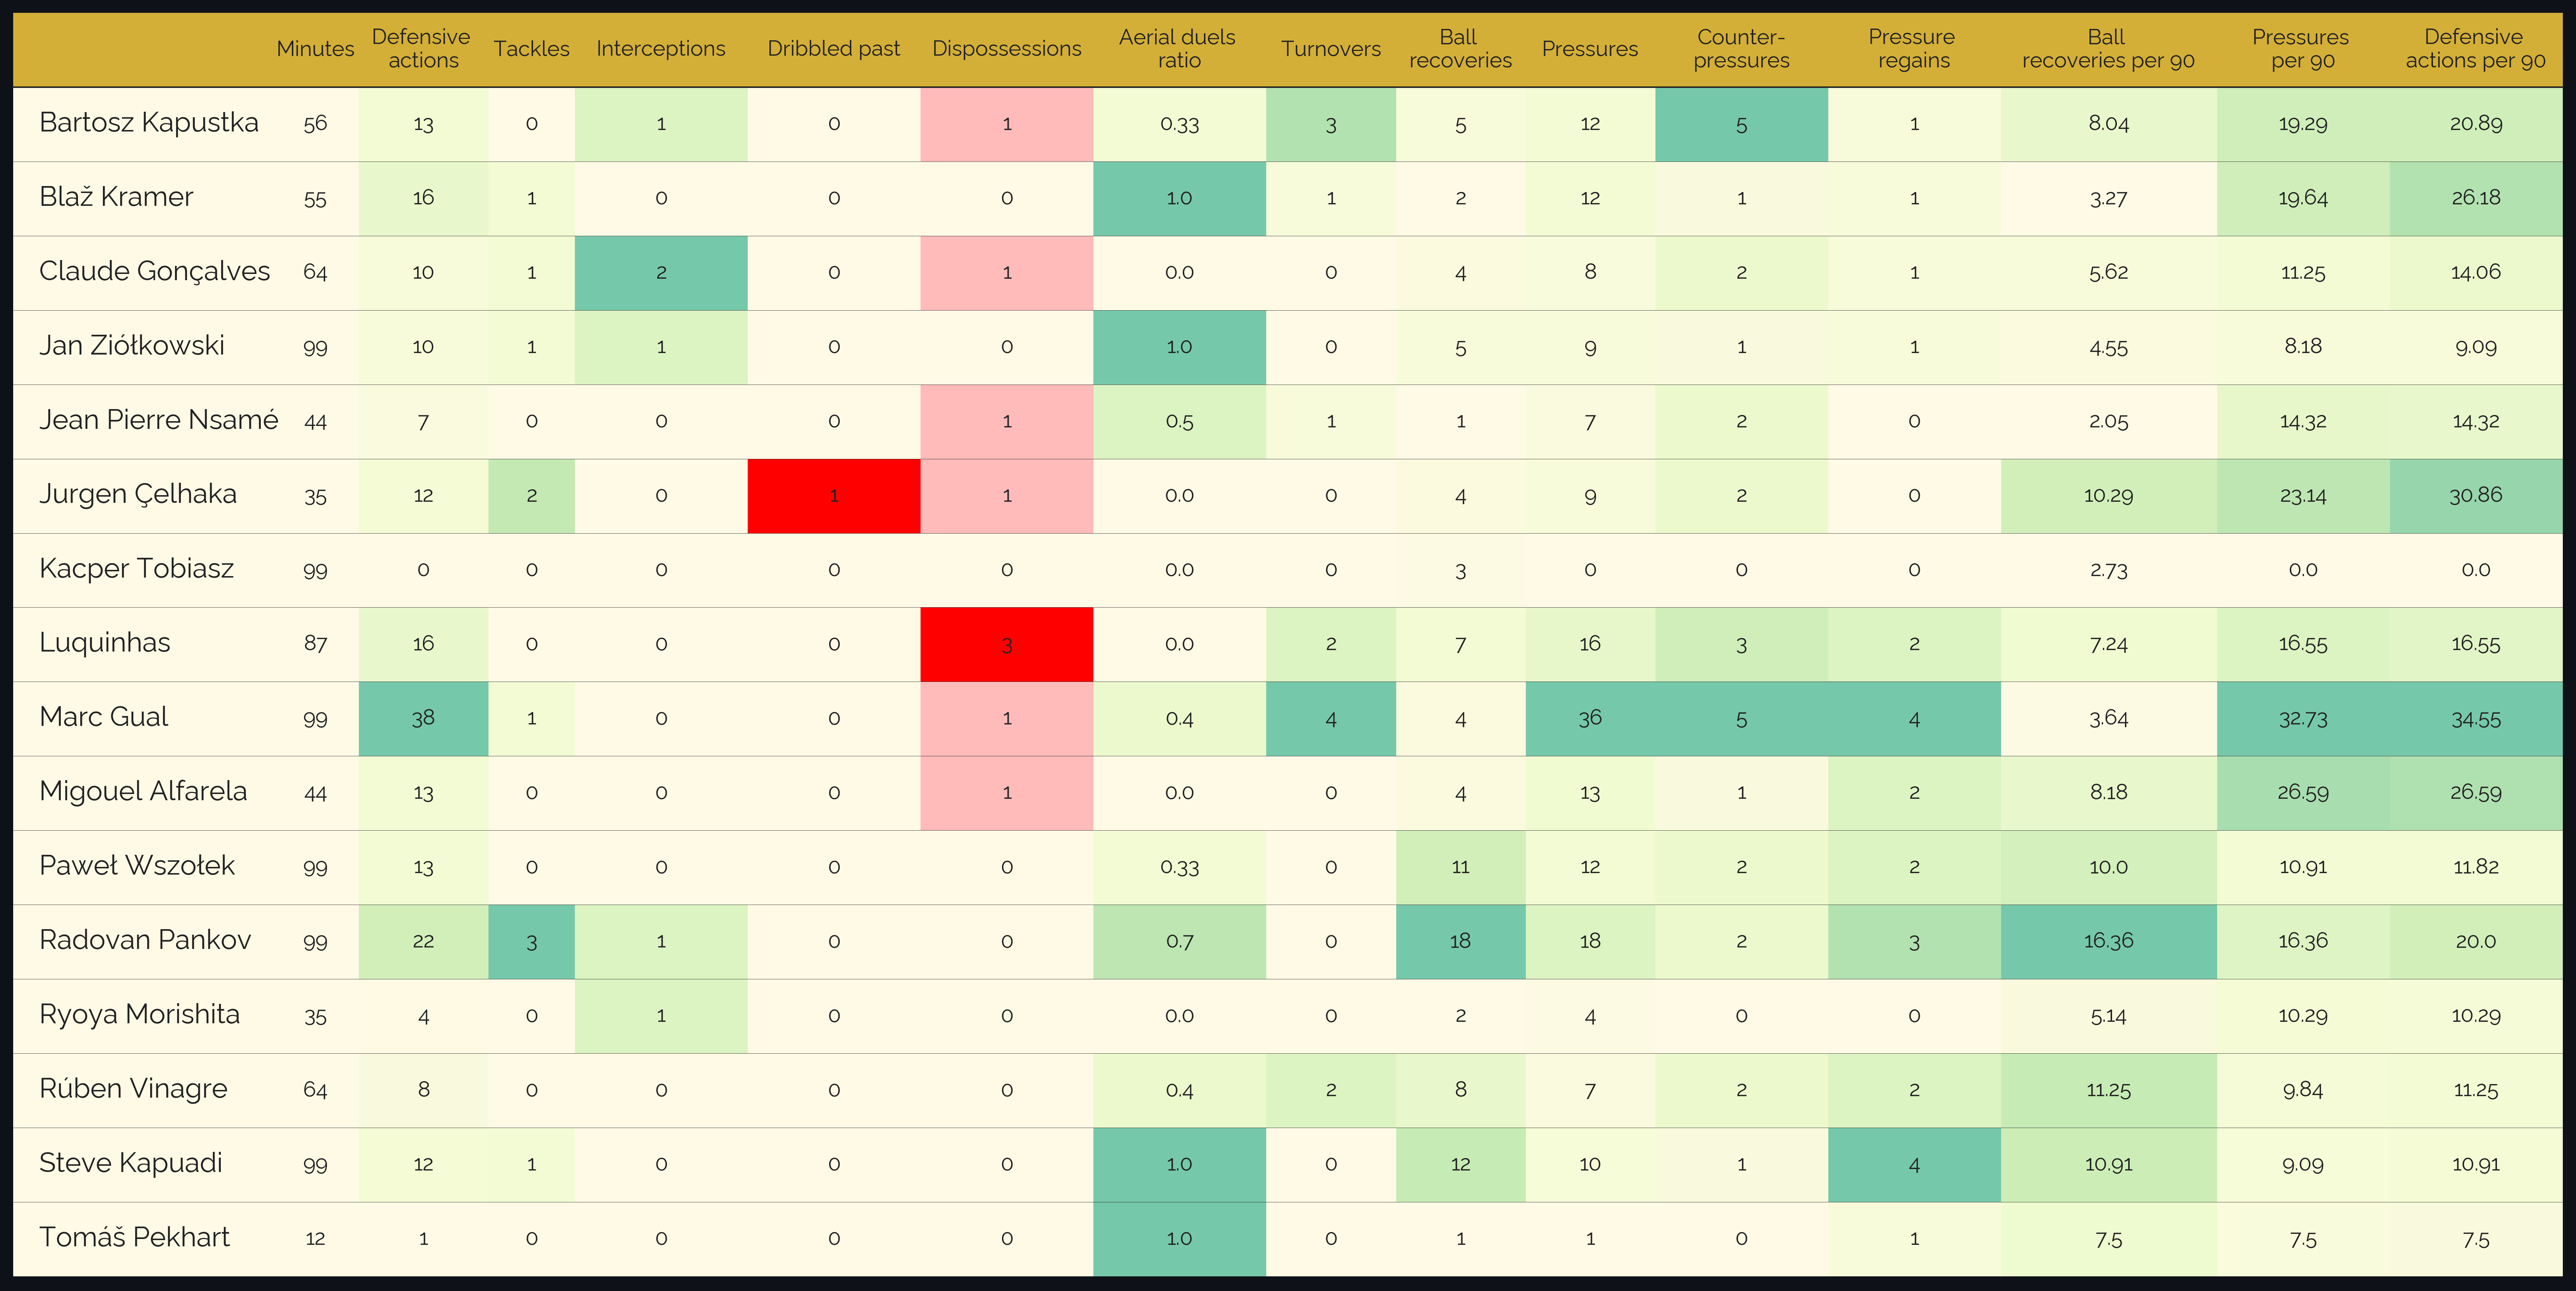 Minutes Defensive actions Tackles Interceptions Dribbled past Dispossessions Aerial duels ratio Turnovers Ball recoveries Pressures Counter-pressures Pressure regains Ball recoveries per 90 Pressures per 90 Defensive actions per 90
Bartosz Kapustka 56 13 0 1 0 1 0.33 3 5 12 5 1 8.04 19.29 20.89
Blaž Kramer 55 16 1 0 0 0 1.0 1 2 12 1 1 3.27 19.64 26.18
Claude Gonçalves 64 10 1 2 0 1 0.0 0 4 8 2 1 5.62 11.25 14.06
Jan Ziółkowski 99 10 1 1 0 0 1.0 0 5 9 1 1 4.55 8.18 9.09
Jean Pierre Nsamé 44 7 0 0 0 1 0.5 1 1 7 2 0 2.05 14.32 14.32
Jurgen Çelhaka 35 12 2 0 1 1 0.0 0 4 9 2 0 10.29 23.14 30.86
Kacper Tobiasz 99 0 0 0 0 0 0.0 0 3 0 0 0 2.73 0.0 0.0
Luquinhas 87 16 0 0 0 3 0.0 2 7 16 3 2 7.24 16.55 16.55
Marc Gual 99 38 1 0 0 1 0.4 4 4 36 5 4 3.64 32.73 34.55
Migouel Alfarela 44 13 0 0 0 1 0.0 0 4 13 1 2 8.18 26.59 26.59
Paweł Wszołek 99 13 0 0 0 0 0.33 0 11 12 2 2 10.0 10.91 11.82
Radovan Pankov 99 22 3 1 0 0 0.7 0 18 18 2 3 16.36 16.36 20.0
Ryoya Morishita 35 4 0 1 0 0 0.0 0 2 4 0 0 5.14 10.29 10.29
Rúben Vinagre 64 8 0 0 0 0 0.4 2 8 7 2 2 11.25 9.84 11.25
Steve Kapuadi 99 12 1 0 0 0 1.0 0 12 10 1 4 10.91 9.09 10.91
Tomáš Pekhart 12 1 0 0 0 0 1.0 0 1 1 0 1 7.5 7.5 7.5